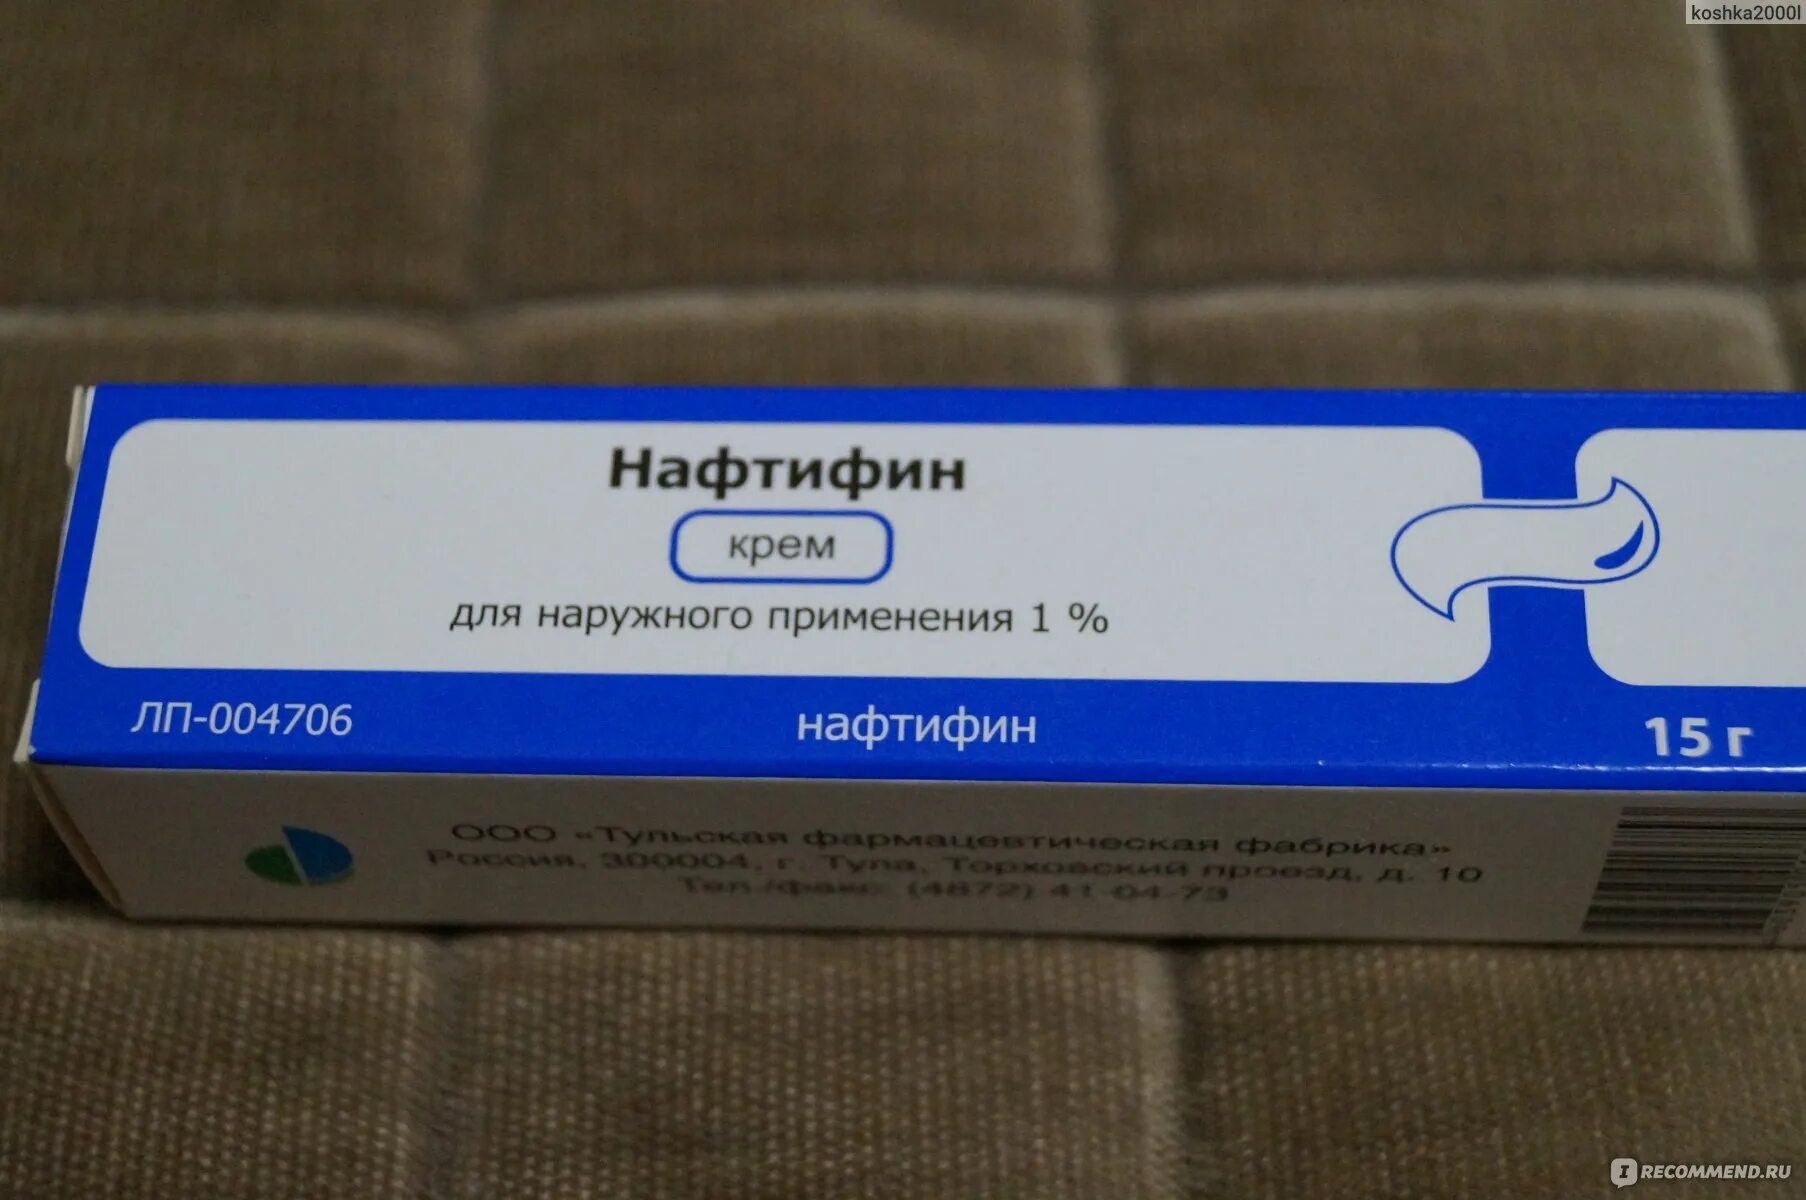 koshka2000l
Нафтифин
крем
для наружного применения 1 %
ЛП-004706
нафтифин
15 г
ООО «Тульская фармацевтическая фабрика»
Россия, 300004, г. Тула, Торховский проезд, д. 10
Тел./факс: (4872) 41-04-73
IRECOMMEND.RU